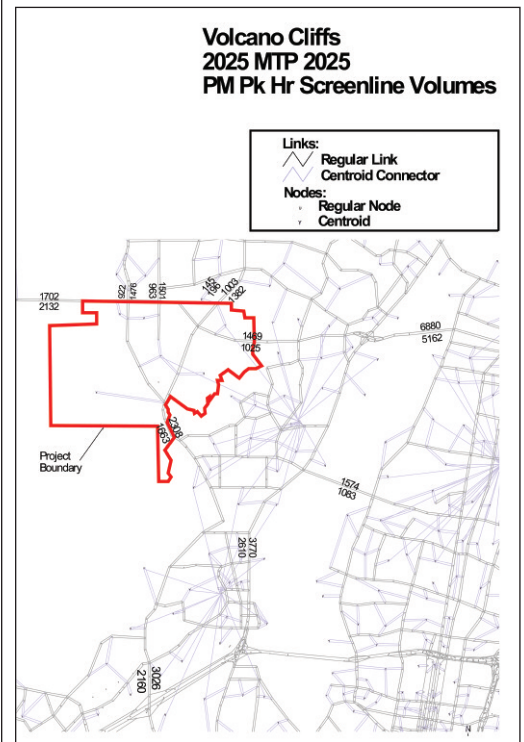 Volcano Cliffs
2025 MTP 2025
PM Pk Hr Screenline Volumes
Links:
Regular Link
Centroid Connector
Nodes:
Regular Node
Centroid
1702
2132
922
1476
963
1501
145
196
1003
1382
1469
1025
6880
5162
2308
1663
Project
Boundary
1574
1083
2610
3770
2160
3026
N